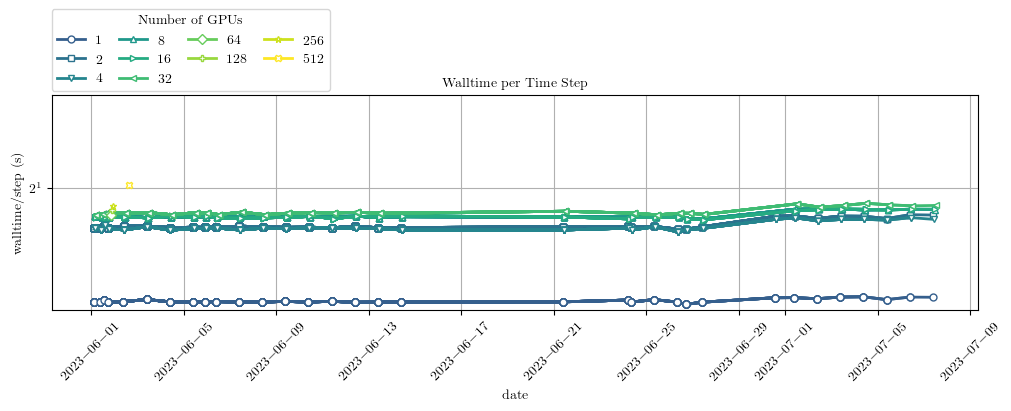 Number of GPUs
1 8 64 256
2 16 128 512
4 32
Walltime per Time Step
walltime/step (s)
2¹
2023−06−01 2023−06−05 2023−06−09 2023−06−13 2023−06−17 2023−06−21 2023−06−25 2023−06−29 2023−07−01 2023−07−05 2023−07−09
date